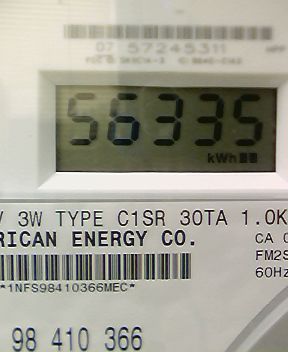 07 57245311
56335
kWh
V 3W TYPE C1SR 30TA 1.0K
RICAN ENERGY CO.
CA
FM2S
60Hz
*1NFS98410366MEC*
98 410 366